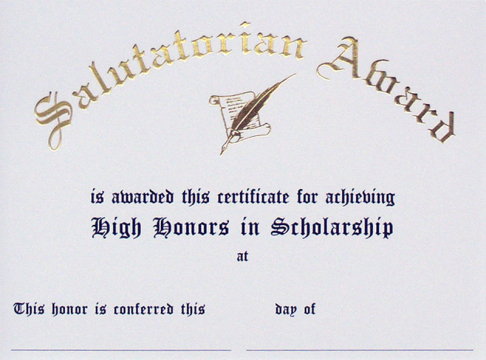 Salutatorian Award
is awarded this certificate for achieving
High Honors in Scholarship
at
This honor is conferred this day of